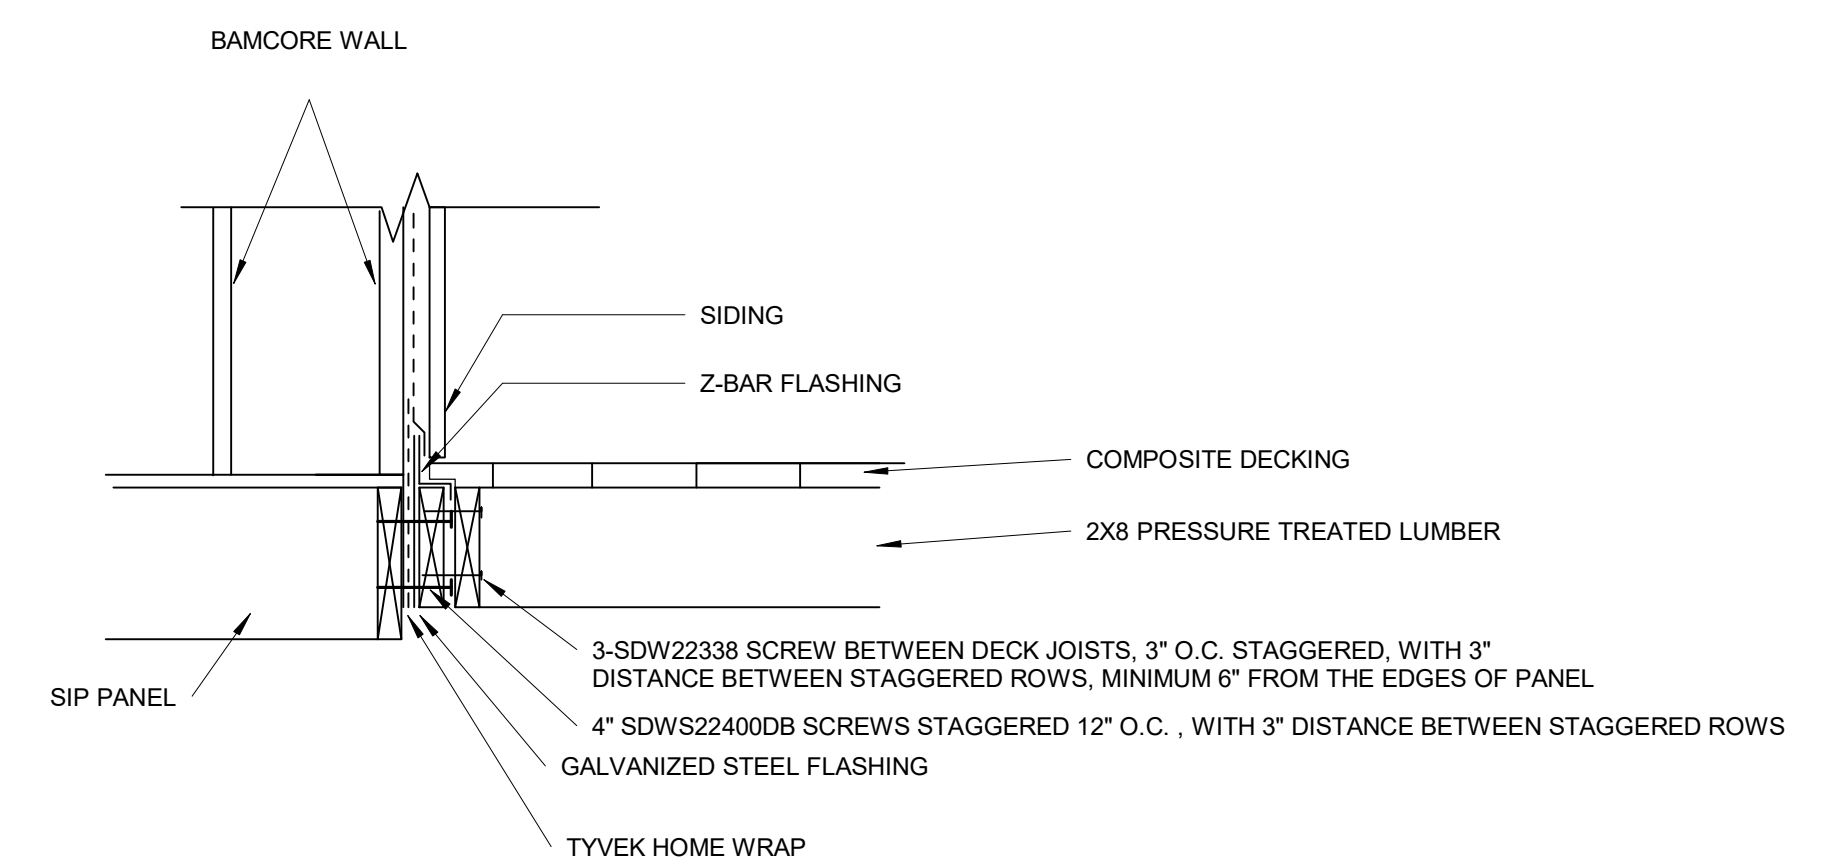 BAMCORE WALL
SIDING
Z-BAR FLASHING
COMPOSITE DECKING
2X8 PRESSURE TREATED LUMBER
3-SDW22338 SCREW BETWEEN DECK JOISTS, 3" O.C. STAGGERED, WITH 3"
DISTANCE BETWEEN STAGGERED ROWS, MINIMUM 6" FROM THE EDGES OF PANEL
SIP PANEL
4" SDWS22400DB SCREWS STAGGERED 12" O.C. , WITH 3" DISTANCE BETWEEN STAGGERED ROWS
GALVANIZED STEEL FLASHING
TYVEK HOME WRAP